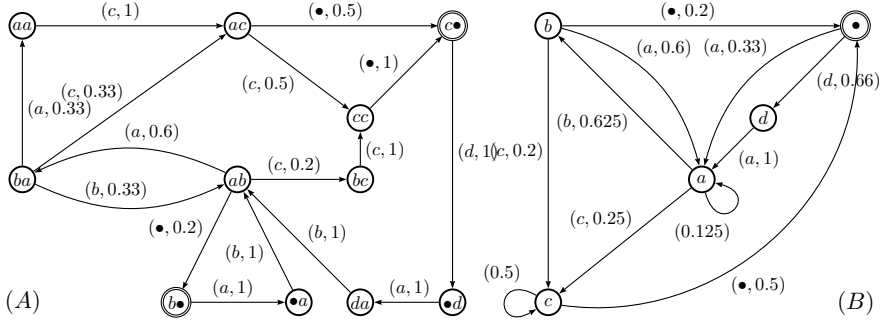 aa
(c, 1)
ac
(•, 0.5)
c•
b
(•, 0.2)
•
(a, 0.6)
(a, 0.33)
(•, 1)
(c, 0.33)
(a, 0.33)
(c, 0.5)
(d, 0.66)
cc
d
(b, 0.625)
(a, 0.6)
(c, 1)
(d, 1)
(c, 0.2)
(a, 1)
ba
(b, 0.33)
ab
(c, 0.2)
bc
a
(•, 0.2)
(b, 1)
(b, 1)
(c, 0.25)
(0.125)
(0.5)
(•, 0.5)
(A)
b•
(a, 1)
•a
da
(a, 1)
•d
c
(B)